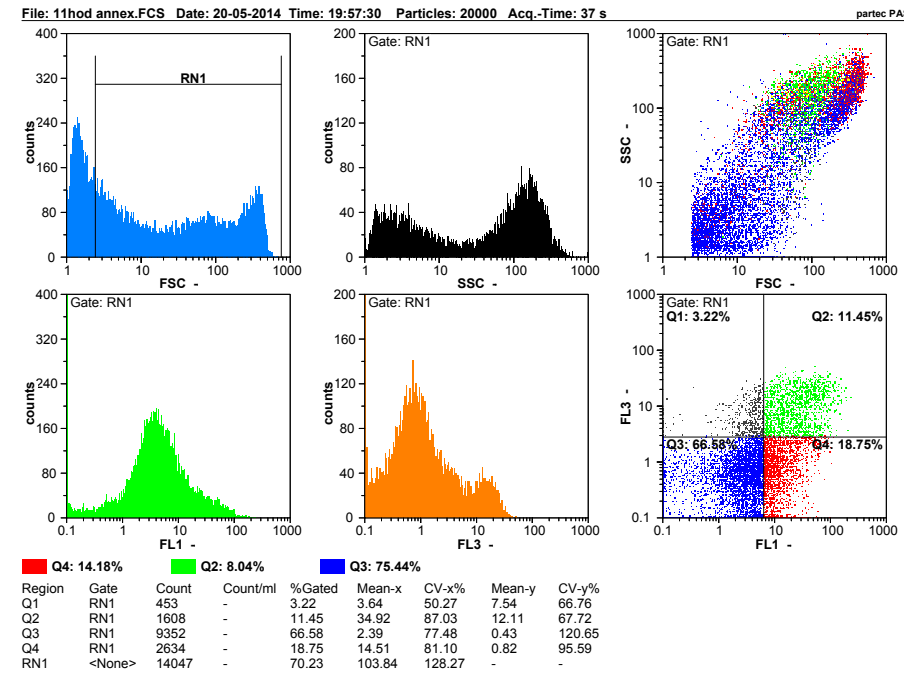 File: 11hod annex.FCS Date: 20-05-2014 Time: 19:57:30 Particles: 20000 Acq.-Time: 37 s partec PA
400
320
240
160
80
0
counts
RN1
1 10 100 1000
FSC -
Gate: RN1
200
160
120
80
40
0
counts
1 10 100 1000
SSC -
Gate: RN1
1000
100
10
1
SSC -
1 10 100 1000
FSC -
Gate: RN1
400
320
240
160
80
0
counts
0.1 1 10 100 1000
FL1 -
Gate: RN1
200
160
120
80
40
0
counts
0.1 1 10 100 1000
FL3 -
Gate: RN1
Q1: 3.22% Q2: 11.45%
Q3: 66.58% Q4: 18.75%
1000
100
10
1
0.1
FL3 -
0.1 1 10 100 1000
FL1 -
Q4: 14.18% Q2: 8.04% Q3: 75.44%
Region Gate Count Count/ml %Gated Mean-x CV-x% Mean-y CV-y%
Q1 RN1 453 - 3.22 3.64 50.27 7.54 66.76
Q2 RN1 1608 - 11.45 34.92 87.03 12.11 67.72
Q3 RN1 9352 - 66.58 2.39 77.48 0.43 120.65
Q4 RN1 2634 - 18.75 14.51 81.10 0.82 95.59
RN1 <None> 14047 - 70.23 103.84 128.27 - -